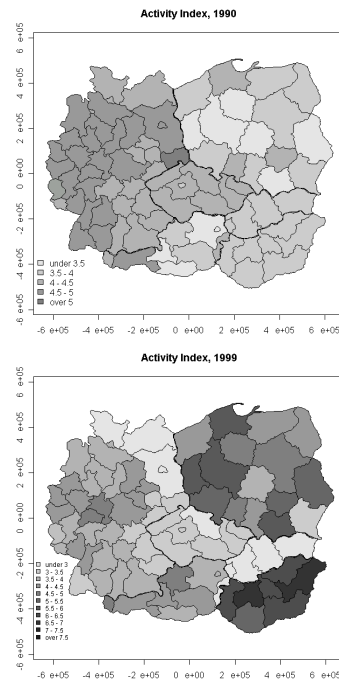 Activity Index, 1990
6 e+05
4 e+05
2 e+05
0 e+00
-2 e+05
-4 e+05
-6 e+05
under 3.5
3.5 - 4
4 - 4.5
4.5 - 5
over 5
-6 e+05 -4 e+05 -2 e+05 0 e+00 2 e+05 4 e+05 6 e+05
Activity Index, 1999
6 e+05
4 e+05
2 e+05
0 e+00
-2 e+05
-4 e+05
-6 e+05
under 3
3 - 3.5
3.5 - 4
4 - 4.5
4.5 - 5
5 - 5.5
5.5 - 6
6 - 6.5
6.5 - 7
7 - 7.5
over 7.5
-6 e+05 -4 e+05 -2 e+05 0 e+00 2 e+05 4 e+05 6 e+05